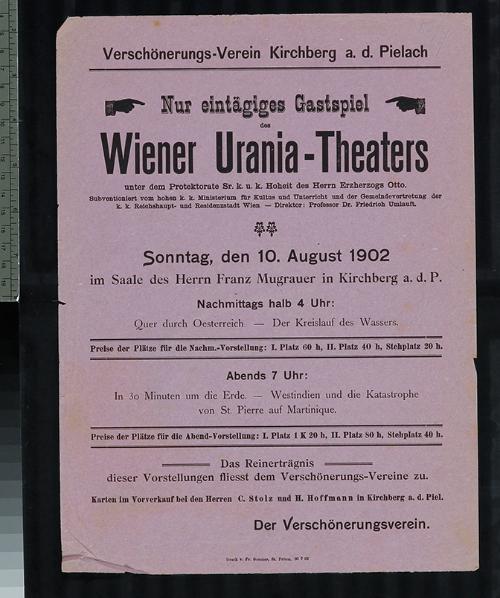 Verschönerungs-Verein Kirchberg a. d. Pielach
Nur eintägiges Gastspiel
des
Wiener Urania-Theaters
unter dem Protektorate Sr. k. u. k. Hoheit des Herrn Erzherzogs Otto.
Subventioniert vom hohen k. k. Ministerium für Kultus und Unterricht und der Gemeindevertretung der
k. k. Reichshaupt- und Residenzstadt Wien — Direktor: Professor Dr. Friedrich Umlauft.
Sonntag, den 10. August 1902
im Saale des Herrn Franz Mugrauer in Kirchberg a. d. P.
Nachmittags halb 4 Uhr:
Quer durch Oesterreich — Der Kreislauf des Wassers.
Preise der Plätze für die Nachm.-Vorstellung: I. Platz 60 h, II. Platz 40 h, Stehplatz 20 h.
Abends 7 Uhr:
In 30 Minuten um die Erde. — Westindien und die Katastrophe
von St. Pierre auf Martinique.
Preise der Plätze für die Abend-Vorstellung: I. Platz 1 K 20 h, II. Platz 80 h, Stehplatz 40 h.
Das Reinerträgnis
dieser Vorstellungen fliesst dem Verschönerungs-Vereine zu.
Karten im Vorverkauf bei den Herren C. Stolz und H. Hoffmann in Kirchberg a. d. Piel.
Der Verschönerungsverein.
Druck v. Fr. Sommer, St. Pölten.